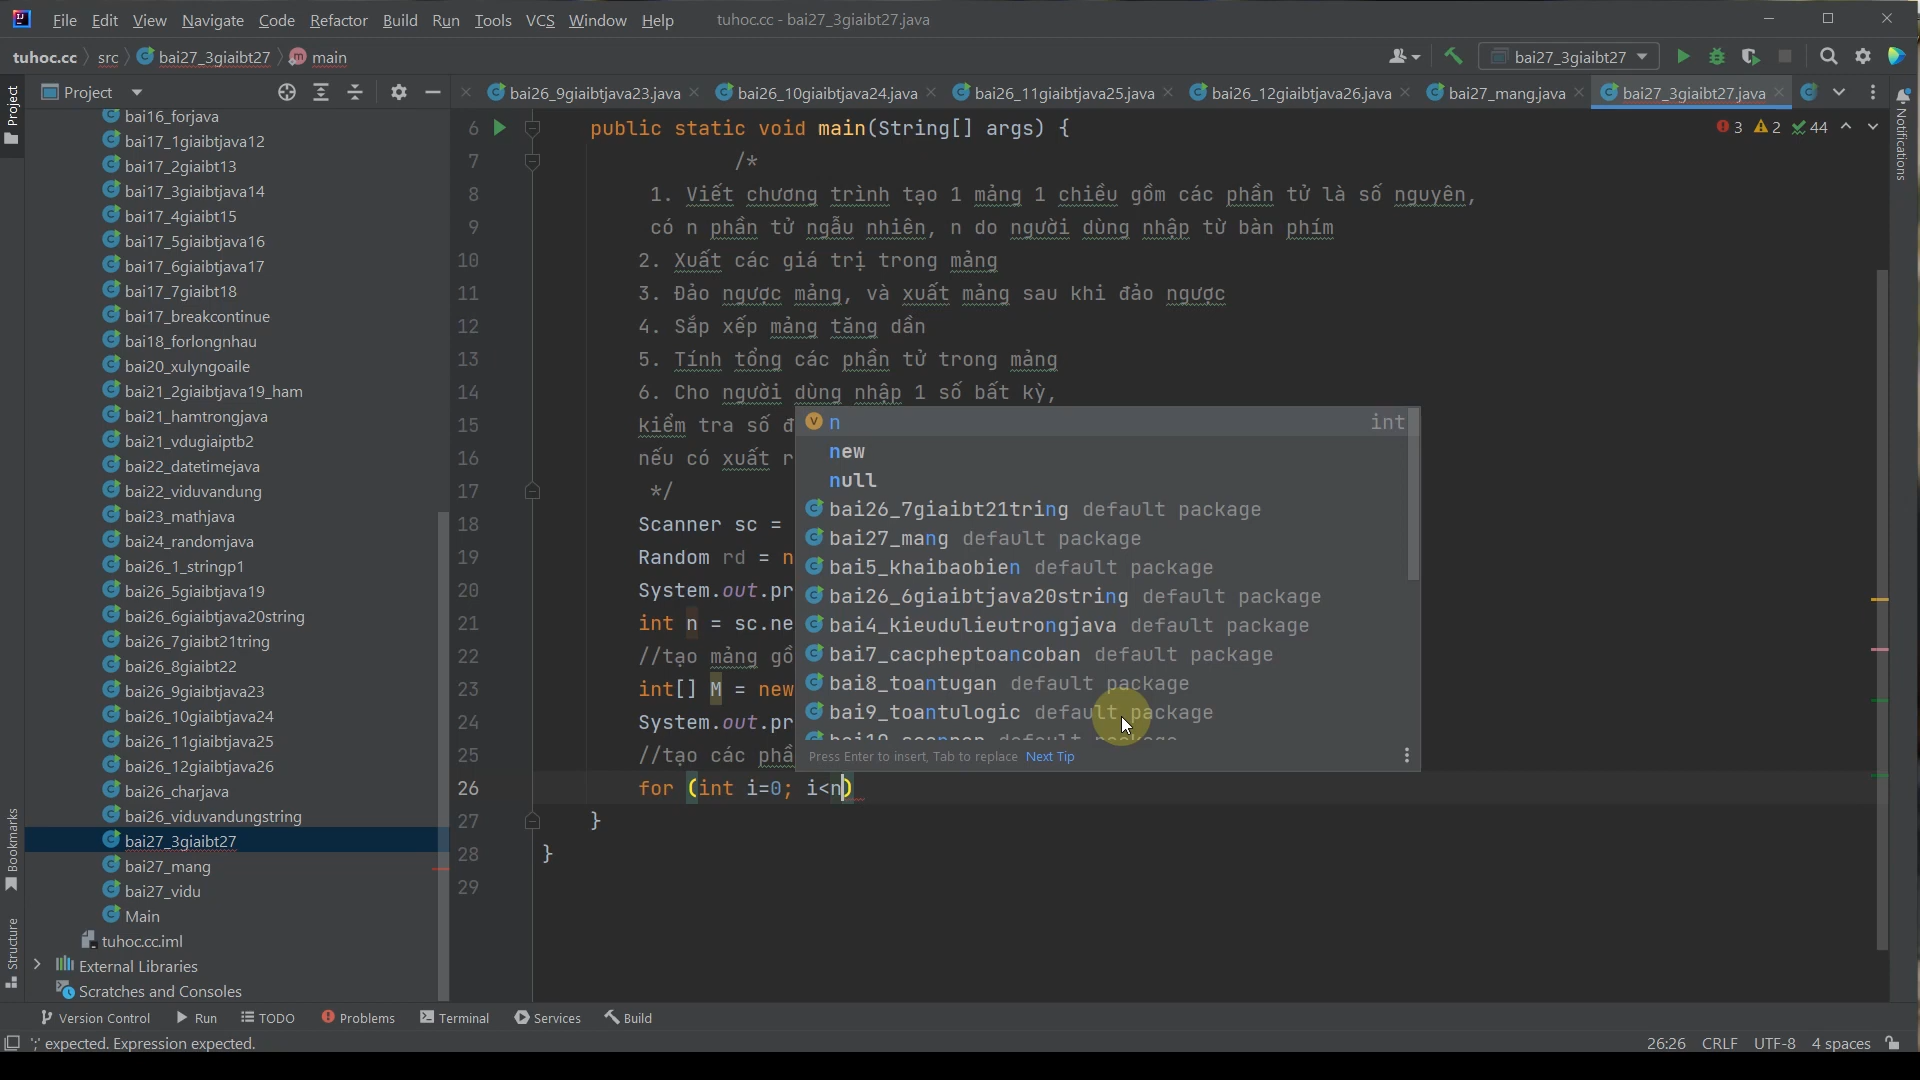 File Edit View Navigate Code Refactor Build Run Tools VCS Window Help tuhoc.cc - bai27_3giaibt27.java
tuhoc.cc src bai27_3giaibt27 main bai27_3giaibt27
Project bai26_9giaibtjava23.java bai26_10giaibtjava24.java bai26_11giaibtjava25.java bai26_12giaibtjava26.java bai27_mang.java bai27_3giaibt27.java
Project
Notifications
bai16_forjava
bai17_1giaibtjava12
bai17_2giaibt13
bai17_3giaibtjava14
bai17_4giaibt15
bai17_5giaibtjava16
bai17_6giaibtjava17
bai17_7giaibt18
bai17_breakcontinue
bai18_forlongnhau
bai20_xulyngoaile
bai21_2giaibtjava19_ham
bai21_hamtrongjava
bai21_vdugiaiptb2
bai22_datetimejava
bai22_viduvandung
bai23_mathjava
bai24_randomjava
bai26_1_stringp1
bai26_5giaibtjava19
bai26_6giaibtjava20string
bai26_7giaibt21tring
bai26_8giaibt22
bai26_9giaibtjava23
bai26_10giaibtjava24
bai26_11giaibtjava25
bai26_12giaibtjava26
bai26_charjava
bai26_viduvandungstring
bai27_3giaibt27
bai27_mang
bai27_vidu
Main
tuhoc.cc.iml
External Libraries
Scratches and Consoles
Bookmarks
Structure
6 public static void main(String[] args) { 3 2 44
7 /*
8 1. Viết chương trình tạo 1 mảng 1 chiều gồm các phần tử là số nguyên,
9 có n phần tử ngẫu nhiên, n do người dùng nhập từ bàn phím
10 2. Xuất các giá trị trong mảng
11 3. Đảo ngược mảng, và xuất mảng sau khi đảo ngược
12 4. Sắp xếp mảng tăng dần
13 5. Tính tổng các phần tử trong mảng
14 6. Cho người dùng nhập 1 số bất kỳ,
15 kiểm tra số đ
16 nếu có xuất r
17 */
18 Scanner sc =
19 Random rd = n
20 System.out.pr
21 int n = sc.ne
22 //tạo mảng gồ
23 int[] M = new
24 System.out.pr
25 //tạo các phầ
26 for (int i=0; i<n)
27 }
28 }
29
n int
new
null
bai26_7giaibt21tring default package
bai27_mang default package
bai5_khaibaobien default package
bai26_6giaibtjava20string default package
bai4_kieudulieutrongjava default package
bai7_cacpheptoancoban default package
bai8_toantugan default package
bai9_toantulogic default package
Press Enter to insert, Tab to replace Next Tip
Version Control Run TODO Problems Terminal Services Build
';' expected. Expression expected. 26:26 CRLF UTF-8 4 spaces